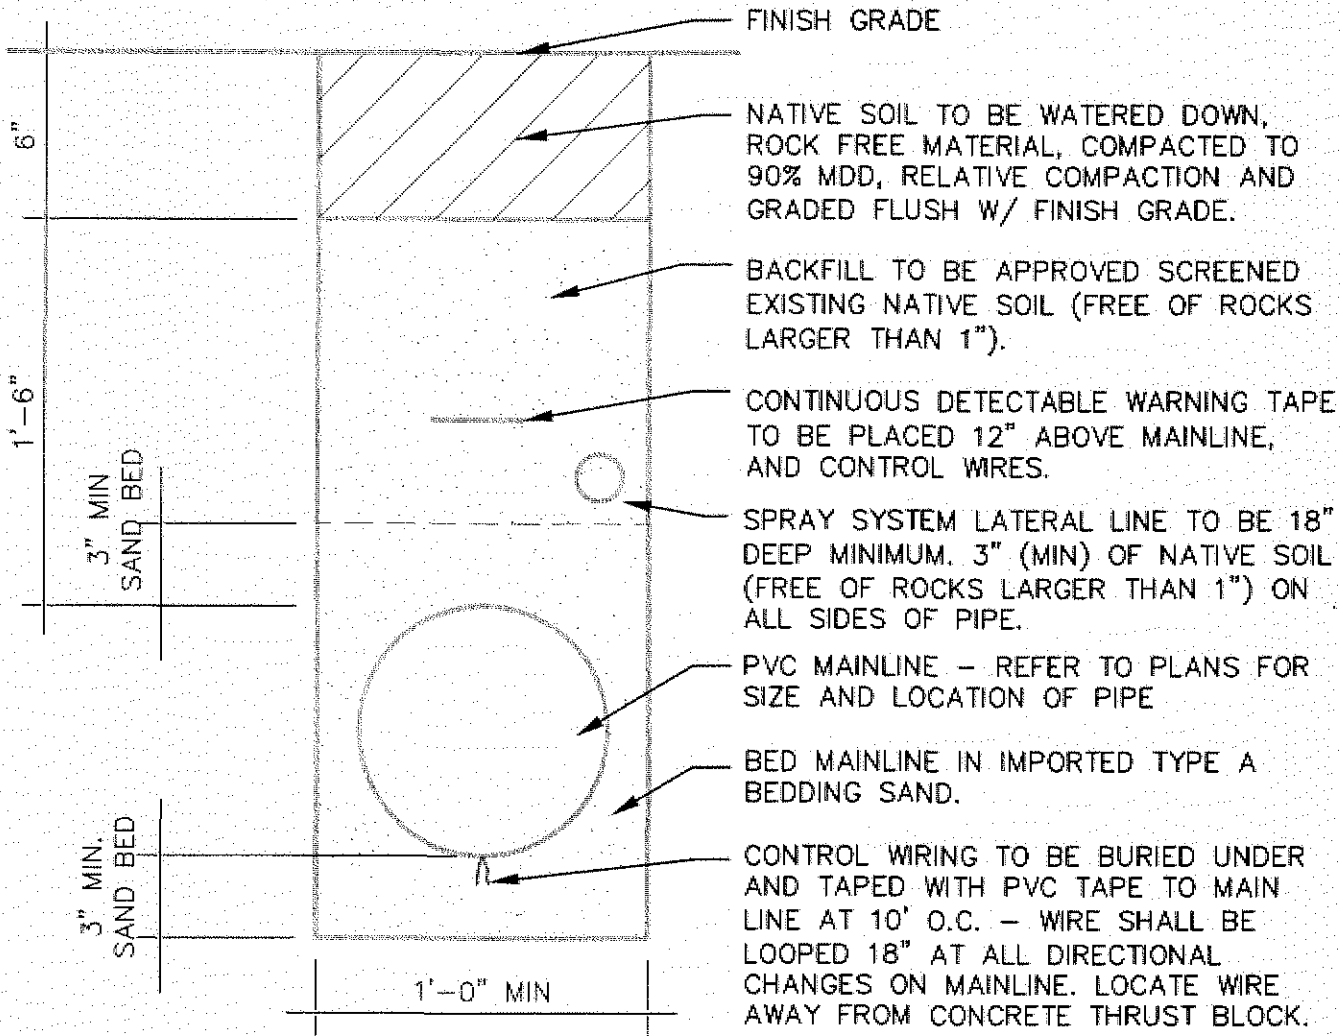 FINISH GRADE
6"
NATIVE SOIL TO BE WATERED DOWN,
ROCK FREE MATERIAL, COMPACTED TO
90% MDD, RELATIVE COMPACTION AND
GRADED FLUSH W/ FINISH GRADE.
BACKFILL TO BE APPROVED SCREENED
EXISTING NATIVE SOIL (FREE OF ROCKS
LARGER THAN 1").
1'-6"
CONTINUOUS DETECTABLE WARNING TAPE
TO BE PLACED 12" ABOVE MAINLINE,
AND CONTROL WIRES.
3" MIN
SAND BED
SPRAY SYSTEM LATERAL LINE TO BE 18"
DEEP MINIMUM. 3" (MIN) OF NATIVE SOIL
(FREE OF ROCKS LARGER THAN 1") ON
ALL SIDES OF PIPE.
PVC MAINLINE – REFER TO PLANS FOR
SIZE AND LOCATION OF PIPE
BED MAINLINE IN IMPORTED TYPE A
BEDDING SAND.
3" MIN.
SAND BED
CONTROL WIRING TO BE BURIED UNDER
AND TAPED WITH PVC TAPE TO MAIN
LINE AT 10' O.C. – WIRE SHALL BE
LOOPED 18" AT ALL DIRECTIONAL
CHANGES ON MAINLINE. LOCATE WIRE
AWAY FROM CONCRETE THRUST BLOCK.
1'-0" MIN